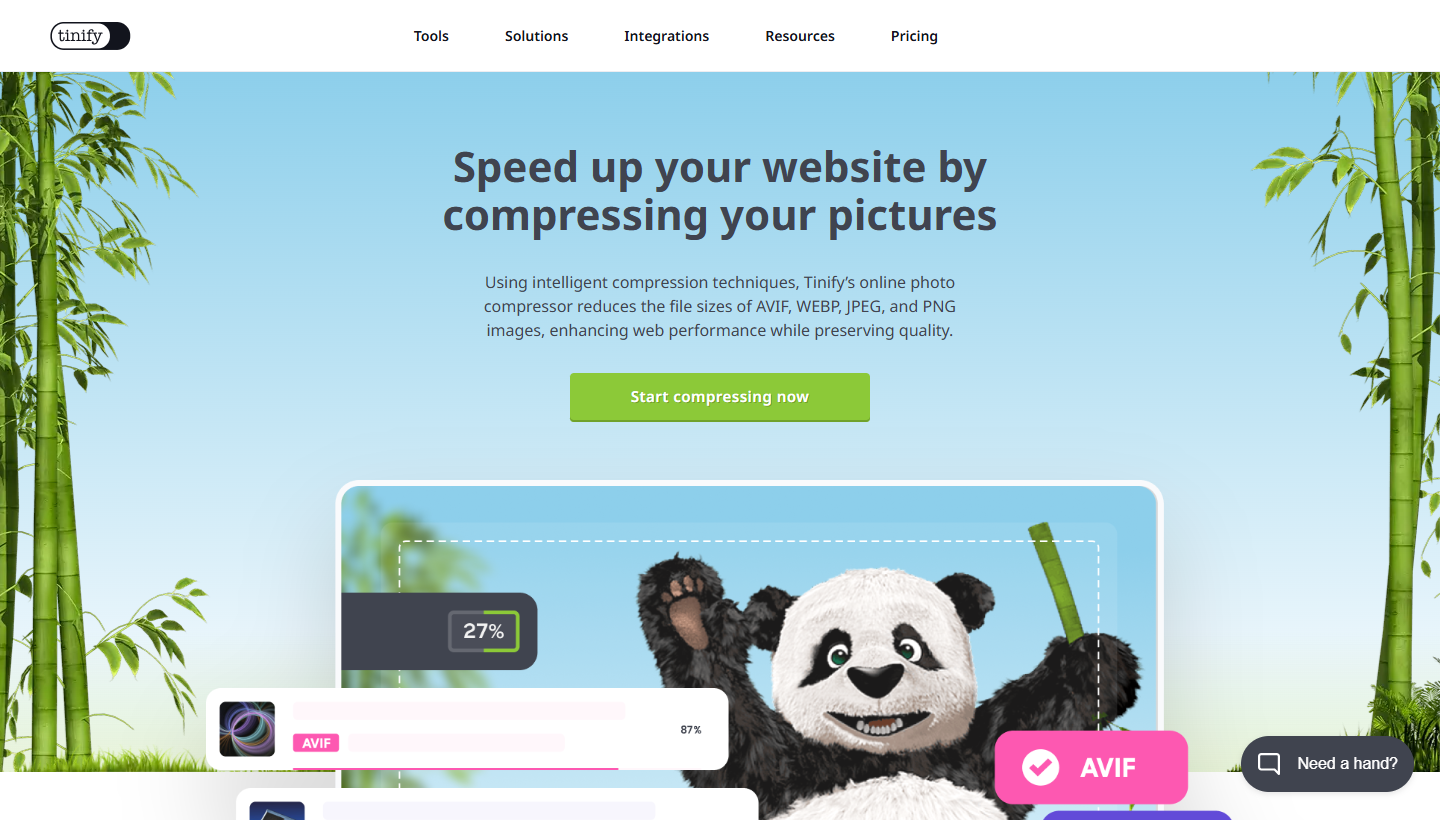 tinify
Tools
Solutions
Integrations
Resources
Pricing
Speed up your website by
compressing your pictures
Using intelligent compression techniques, Tinify’s online photo
compressor reduces the file sizes of AVIF, WEBP, JPEG, and PNG
images, enhancing web performance while preserving quality.
Start compressing now
27%
87%
AVIF
AVIF
Need a hand?